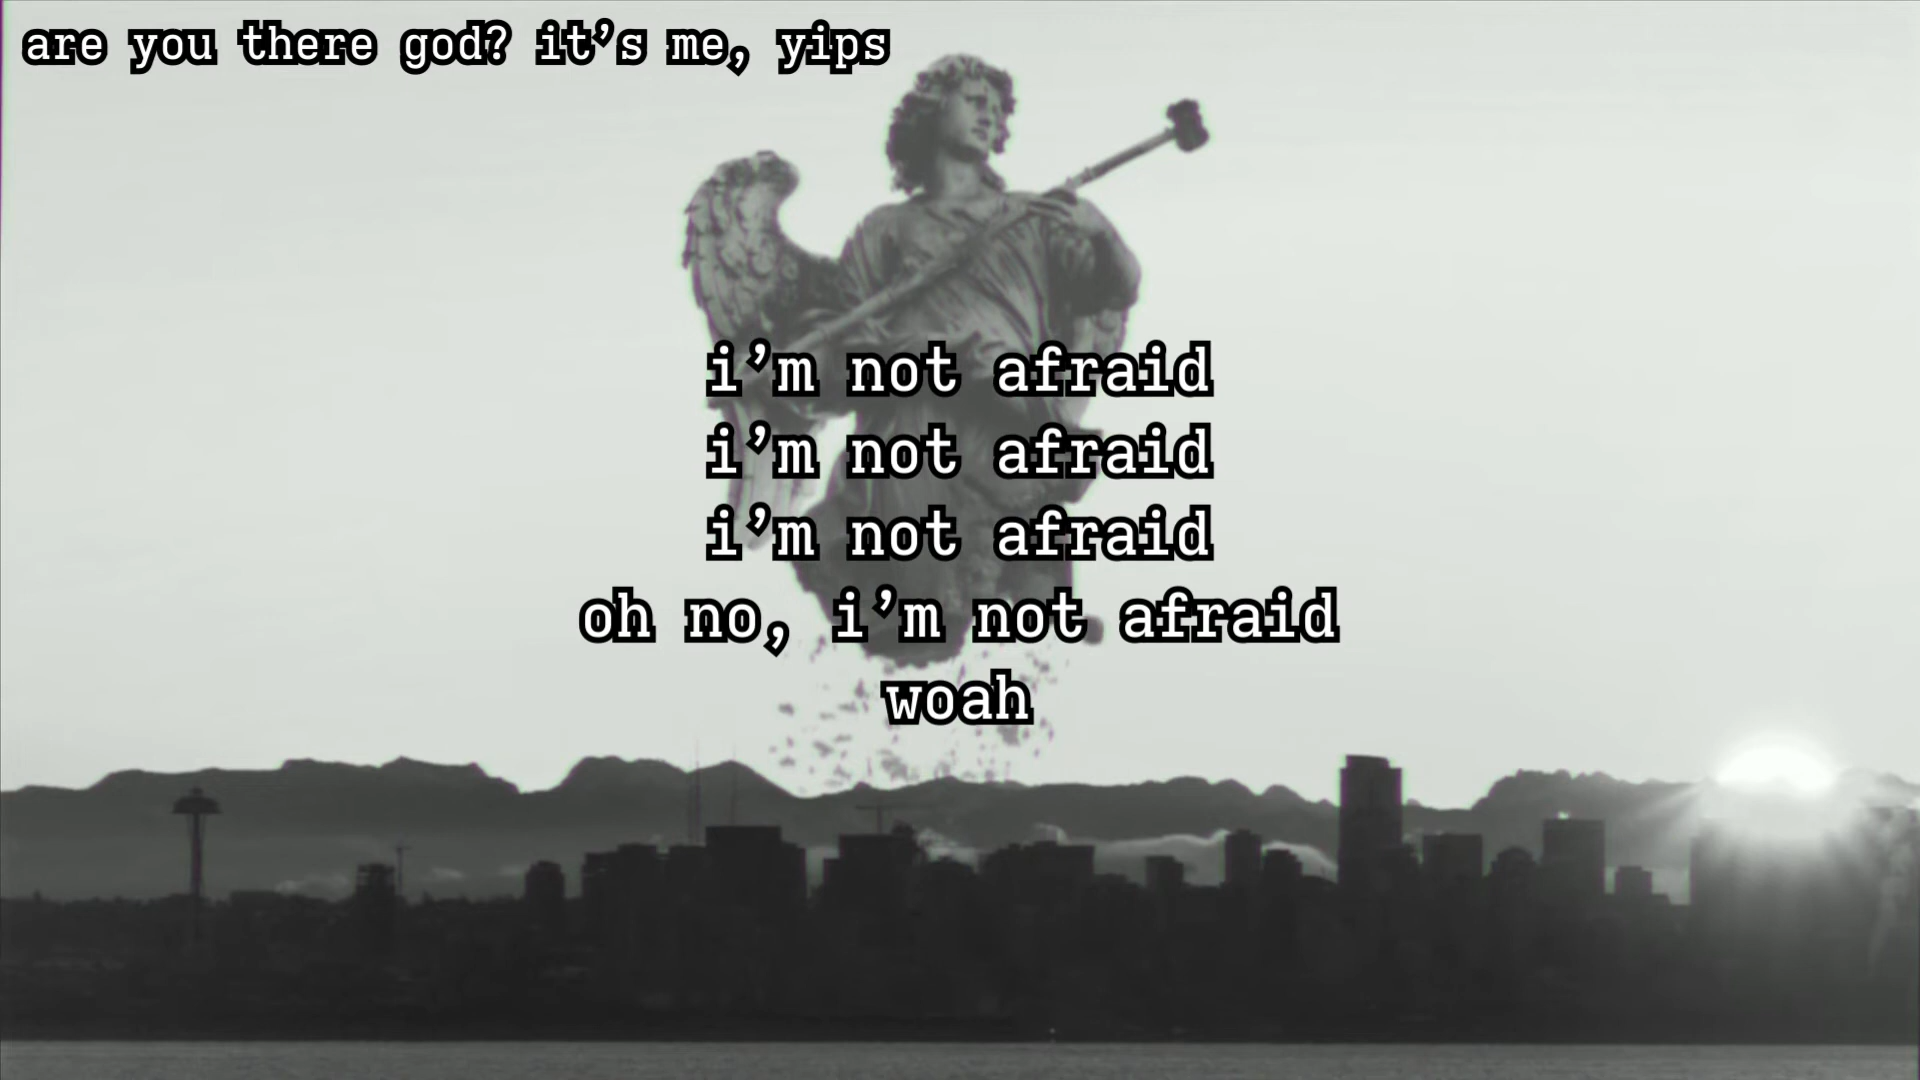 are you there god? it’s me, yips
i’m not afraid
i’m not afraid
i’m not afraid
oh no, i’m not afraid
woah